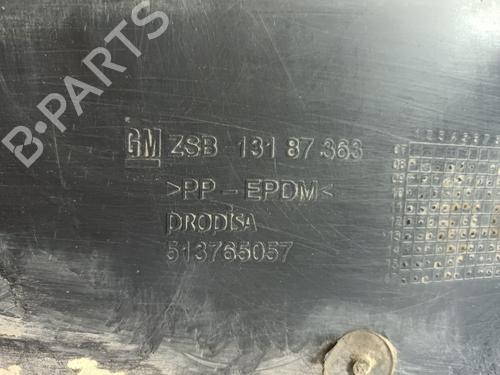 B-PARTS
GM ZSB 131 87 363
>PP-EPDM<
DRODISA
513765057